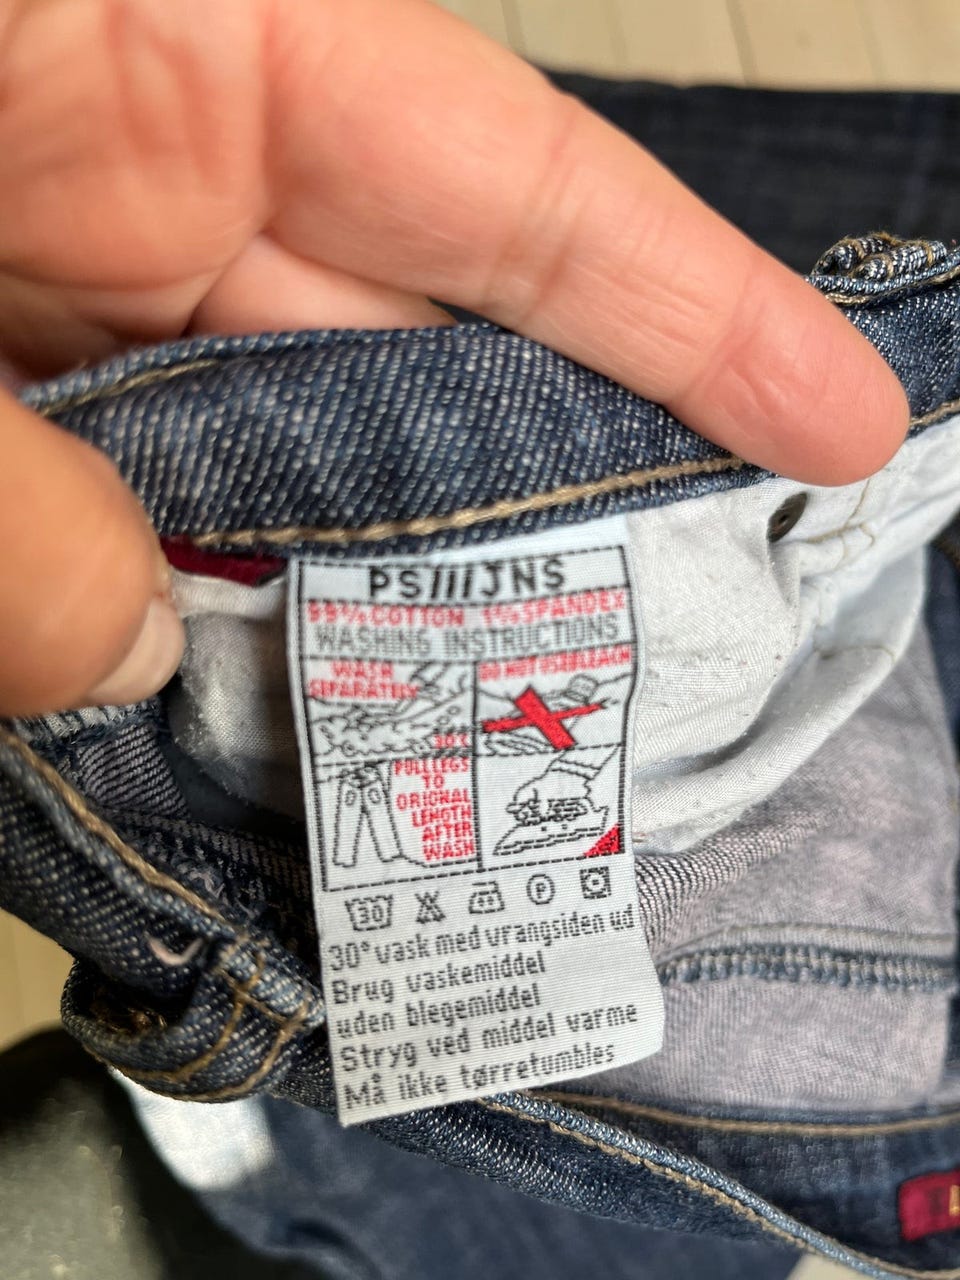 PS///JNS
99% COTTON 1% SPANDEX
WASHING INSTRUCTIONS
WASH
SEPARATELY
30 C
DO NOT USE BLEACH
PULL LEGS
TO
ORIONAL
LENGTH
AFTER
WASH
30
P
30° vask med vrangsiden ud
Brug vaskemiddel
uden blegemiddel
Stryg ved middel varme
Må ikke tørretumbles